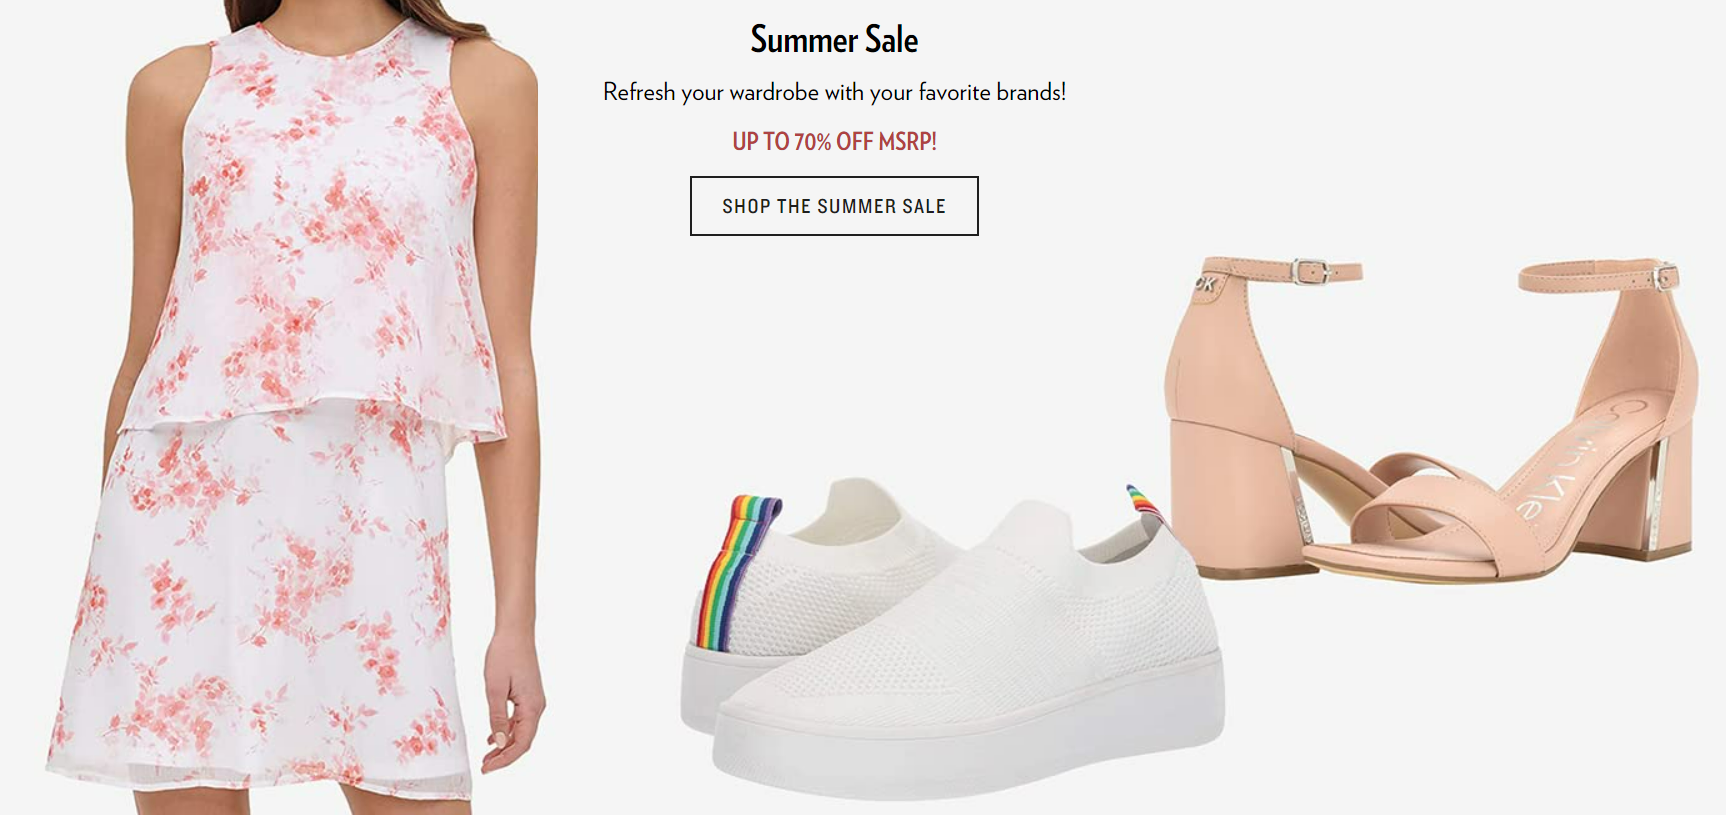 Summer Sale
Refresh your wardrobe with your favorite brands!
UP TO 70% OFF MSRP!
SHOP THE SUMMER SALE
CK